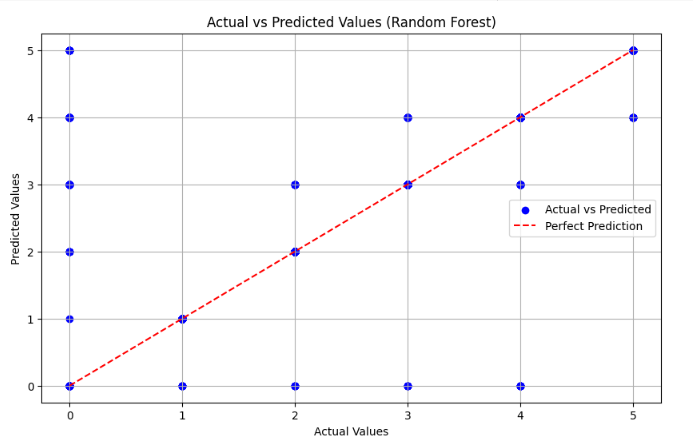 Actual vs Predicted Values (Random Forest)
Predicted Values
5
4
3
2
1
0
Actual vs Predicted
Perfect Prediction
0 1 2 3 4 5
Actual Values